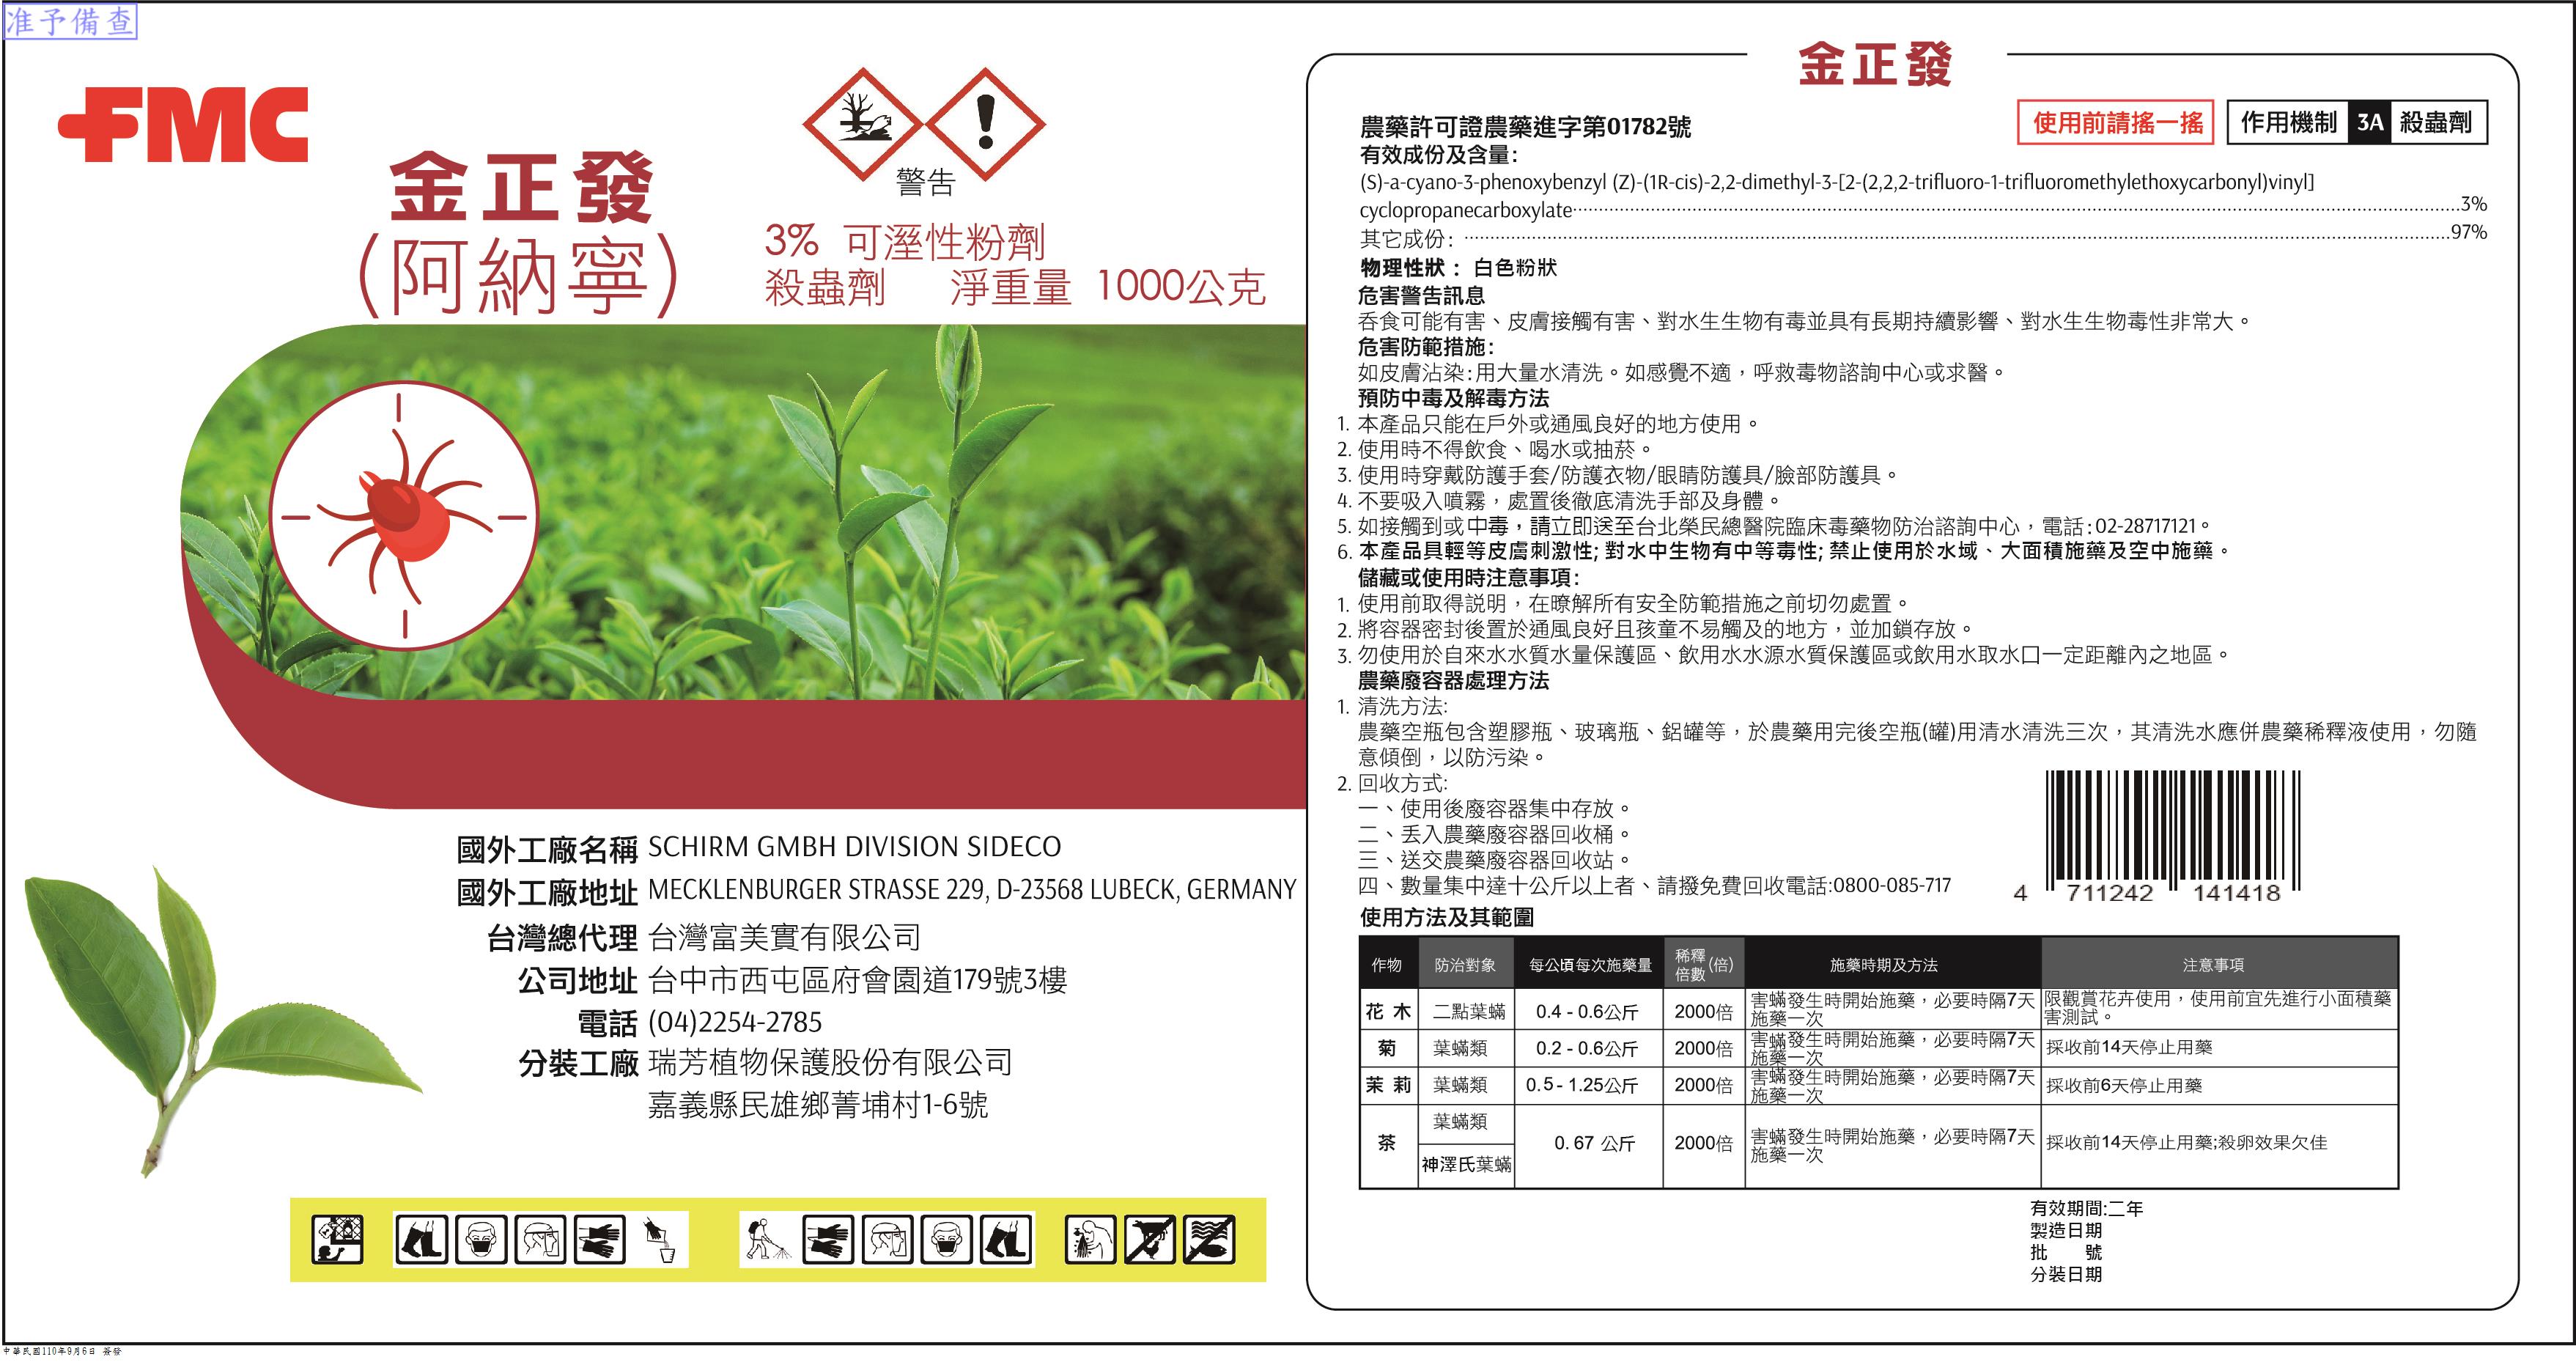 准予備查
FMC
金正發
(阿納寧)
警告
3% 可溼性粉劑
殺蟲劑 淨重量 1000公克
國外工廠名稱 SCHIRM GMBH DIVISION SIDECO
國外工廠地址 MECKLENBURGER STRASSE 229, D-23568 LUBECK, GERMANY
台灣總代理 台灣富美實有限公司
公司地址 台中市西屯區府會園道179號3樓
電話 (04)2254-2785
分裝工廠 瑞芳植物保護股份有限公司
嘉義縣民雄鄉菁埔村1-6號
金正發
使用前請搖一搖 作用機制 3A 殺蟲劑
農藥許可證農藥進字第01782號
有效成份及含量:
(S)-a-cyano-3-phenoxybenzyl (Z)-(1R-cis)-2,2-dimethyl-3-[2-(2,2,2-trifluoro-1-trifluoromethylethoxycarbonyl)vinyl]
cyclopropanecarboxylate 3%
其它成份: 97%
物理性狀: 白色粉狀
危害警告訊息
吞食可能有害、皮膚接觸有害、對水生生物有毒並具有長期持續影響、對水生生物毒性非常大。
危害防範措施:
如皮膚沾染:用大量水清洗。如感覺不適,呼救毒物諮詢中心或求醫。
預防中毒及解毒方法
1. 本產品只能在戶外或通風良好的地方使用。
2. 使用時不得飲食、喝水或抽菸。
3. 使用時穿戴防護手套/防護衣物/眼睛防護具/臉部防護具。
4. 不要吸入噴霧,處置後徹底清洗手部及身體。
5. 如接觸到或中毒,請立即送至台北榮民總醫院臨床毒藥物防治諮詢中心,電話:02-28717121。
6. 本產品具輕等皮膚刺激性; 對水中生物有中等毒性; 禁止使用於水域、大面積施藥及空中施藥。
儲藏或使用時注意事項:
1. 使用前取得説明,在瞭解所有安全防範措施之前切勿處置。
2. 將容器密封後置於通風良好且孩童不易觸及的地方,並加鎖存放。
3. 勿使用於自來水水質水量保護區、飲用水水源水質保護區或飲用水取水口一定距離內之地區。
農藥廢容器處理方法
1. 清洗方法:
農藥空瓶包含塑膠瓶、玻璃瓶、鋁罐等,於農藥用完後空瓶(罐)用清水清洗三次,其清洗水應併農藥稀釋液使用,勿隨
意傾倒,以防污染。
2. 回收方式:
一、使用後廢容器集中存放。
二、丟入農藥廢容器回收桶。
三、送交農藥廢容器回收站。
四、數量集中達十公斤以上者、請撥免費回收電話:0800-085-717
4 711242 141418
使用方法及其範圍
作物 防治對象 每公頃每次施藥量 稀釋倍數(倍) 施藥時期及方法 注意事項
花木 二點葉蟎 0.4 - 0.6公斤 2000倍 害蟎發生時開始施藥,必要時隔7天施藥一次 限觀賞花卉使用,使用前宜先進行小面積藥害測試。
菊 葉蟎類 0.2 - 0.6公斤 2000倍 害蟎發生時開始施藥,必要時隔7天施藥一次 採收前14天停止用藥
茉莉 葉蟎類 0.5 - 1.25公斤 2000倍 害蟎發生時開始施藥,必要時隔7天施藥一次 採收前6天停止用藥
茶 葉蟎類 神澤氏葉蟎 0.67 公斤 2000倍 害蟎發生時開始施藥,必要時隔7天施藥一次 採收前14天停止用藥;殺卵效果欠佳
有效期間:二年
製造日期
批 號
分裝日期
中華民國110年9月6日 簽發